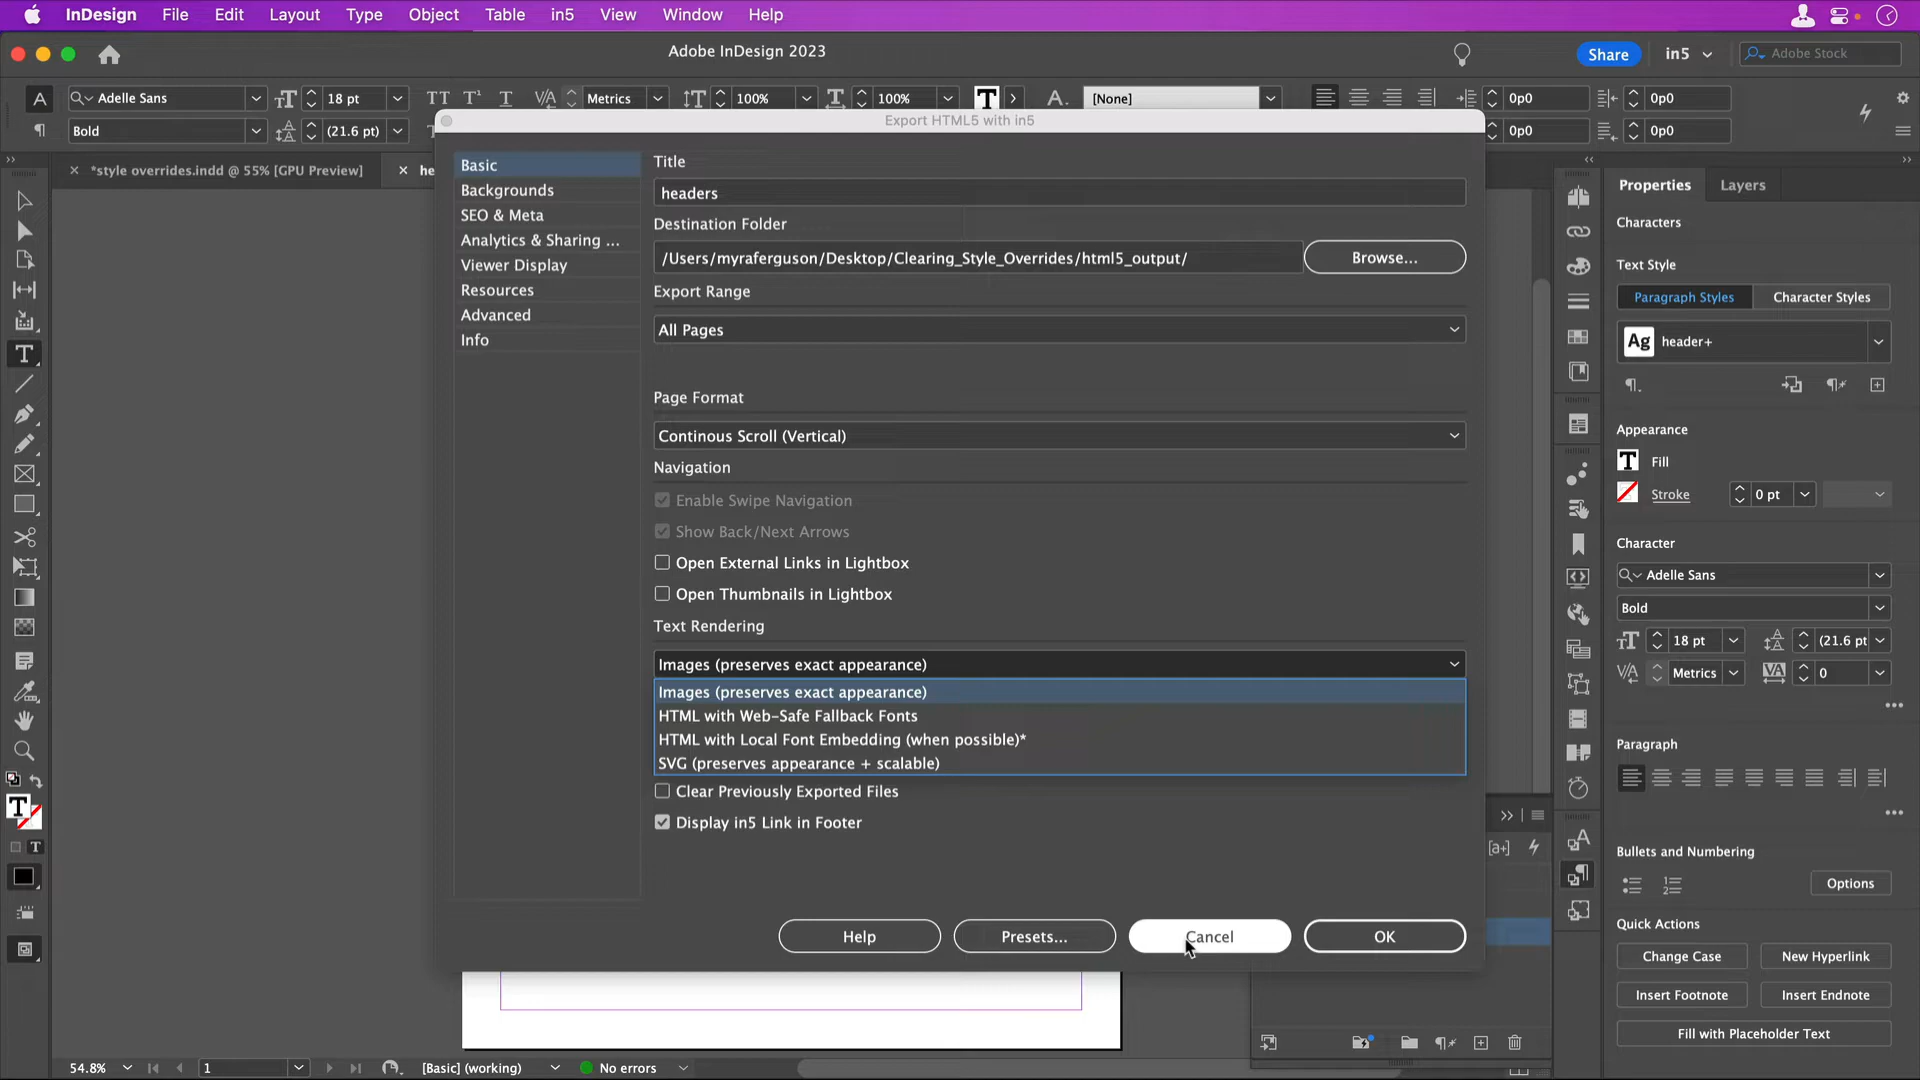 InDesign File Edit Layout Type Object Table in5 View Window Help
Adobe InDesign 2023
Share in5 Adobe Stock
A Adelle Sans 18 pt Metrics 100% 100% [None] 0p0 0p0
Bold (21.6 pt) 0p0 0p0
*style overrides.indd @ 55% [GPU Preview] he
Export HTML5 with in5
Basic
Backgrounds
SEO & Meta
Analytics & Sharing ...
Viewer Display
Resources
Advanced
Info
Title
headers
Destination Folder
/Users/myraferguson/Desktop/Clearing_Style_Overrides/html5_output/ Browse...
Export Range
All Pages
Page Format
Continous Scroll (Vertical)
Navigation
Enable Swipe Navigation
Show Back/Next Arrows
Open External Links in Lightbox
Open Thumbnails in Lightbox
Text Rendering
Images (preserves exact appearance)
Images (preserves exact appearance)
HTML with Web-Safe Fallback Fonts
HTML with Local Font Embedding (when possible)*
SVG (preserves appearance + scalable)
Clear Previously Exported Files
Display in5 Link in Footer
Help Presets... Cancel OK
Properties Layers
Characters
Text Style
Paragraph Styles Character Styles
Ag header+
Appearance
Fill
Stroke 0 pt
Character
Adelle Sans
Bold
18 pt (21.6 pt
Metrics 0
Paragraph
Bullets and Numbering
Options
Quick Actions
Change Case New Hyperlink
Insert Footnote Insert Endnote
Fill with Placeholder Text
[a+]
54.8% 1 [Basic] (working) No errors